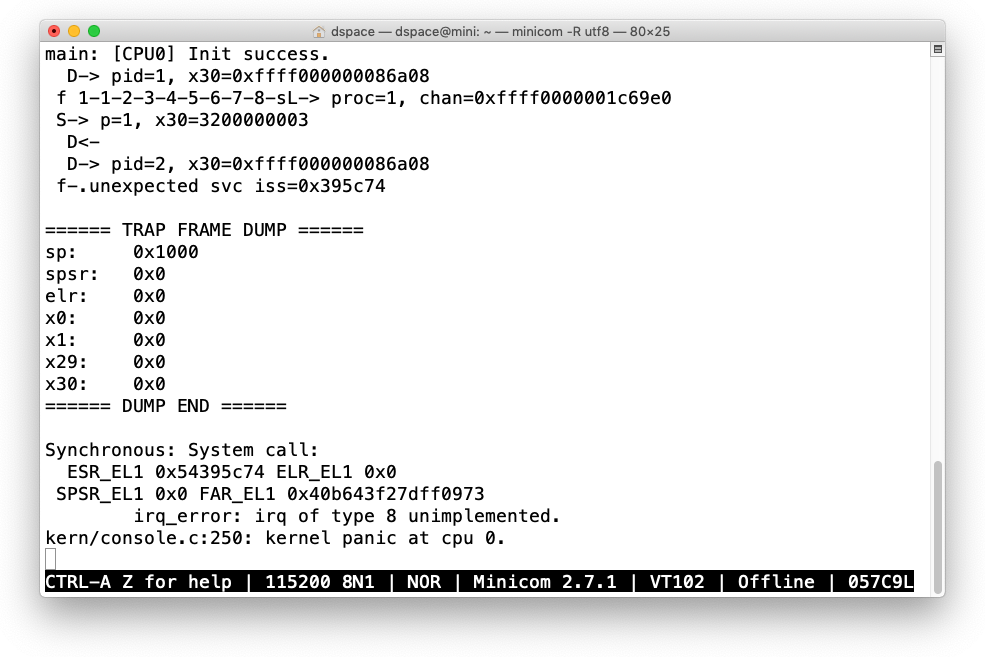 dspace — dspace@mini: ~ — minicom -R utf8 — 80×25
main: [CPU0] Init success.
  D-> pid=1, x30=0xffff000000086a08
 f 1-1-2-3-4-5-6-7-8-sL-> proc=1, chan=0xffff0000001c69e0
 S-> p=1, x30=3200000003
  D<-
  D-> pid=2, x30=0xffff000000086a08
 f-.unexpected svc iss=0x395c74
====== TRAP FRAME DUMP ======
sp:     0x1000
spsr:   0x0
elr:    0x0
x0:     0x0
x1:     0x0
x29:    0x0
x30:    0x0
====== DUMP END ======
Synchronous: System call:
  ESR_EL1 0x54395c74 ELR_EL1 0x0
 SPSR_EL1 0x0 FAR_EL1 0x40b643f27dff0973
        irq_error: irq of type 8 unimplemented.
kern/console.c:250: kernel panic at cpu 0.
CTRL-A Z for help | 115200 8N1 | NOR | Minicom 2.7.1 | VT102 | Offline | 057C9L